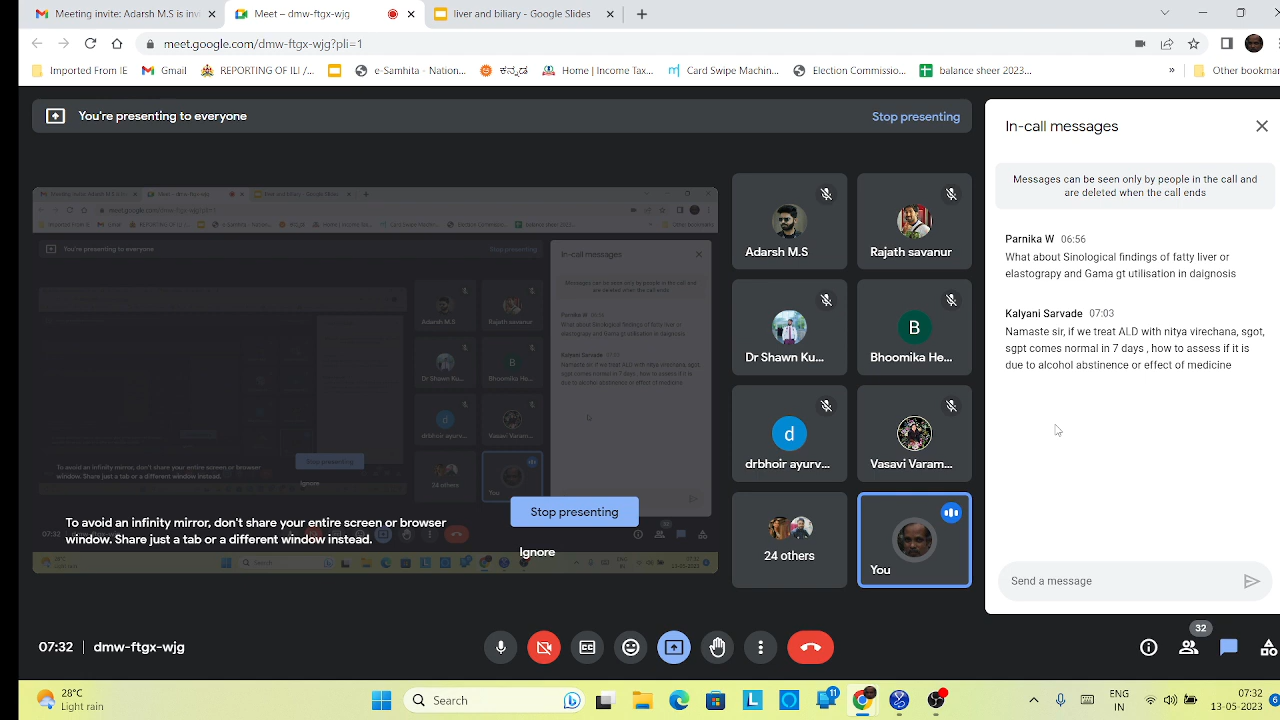 Meeting notes: Adarsh M.S is invi
Meet – dmw-ftgx-wjg
liver and biliary - Google Slides
meet.google.com/dmw-ftgx-wjg?pli=1
Imported From IE
Gmail
REPORTING OF ILI /...
e-Samhita - Nation...
Home | Income Tax...
Card Swipe Machin...
Election Commissio...
balance sheer 2023...
»
Other bookmar
You're presenting to everyone
Stop presenting
In-call messages
Messages can be seen only by people in the call and
are deleted when the call ends
Parnika W 06:56
What about Sinological findings of fatty liver or
elastograpy and Gama gt utilisation in daignosis
Kalyani Sarvade 07:03
namaste sir, if we treat ALD with nitya virechana, sgot,
sgpt comes normal in 7 days , how to assess if it is
due to alcohol abstinence or effect of medicine
Adarsh M.S
Rajath savanur
Dr Shawn Ku...
B
Bhoomika He...
d
drbhoir ayurv...
Vasavi Varam...
24 others
You
To avoid an infinity mirror, don't share your entire screen or browser
window. Share just a tab or a different window instead.
Stop presenting
Ignore
Send a message
07:32 | dmw-ftgx-wjg
32
28°C
Light rain
Search
11
ENG
IN
07:32
13-05-2023
6